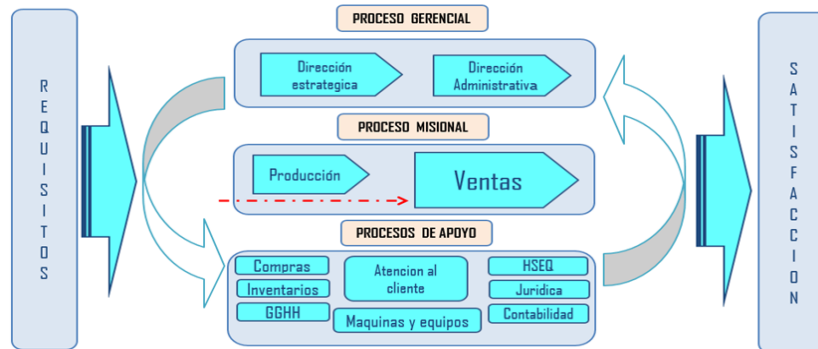 PROCESO GERENCIAL
REQUISITOS
Dirección
estrategica
Dirección
Administrativa
SATISFACCION
PROCESO MISIONAL
Producción
Ventas
PROCESOS DE APOYO
Compras
Inventarios
GGHH
Atencion al
cliente
Maquinas y equipos
HSEQ
Juridica
Contabilidad